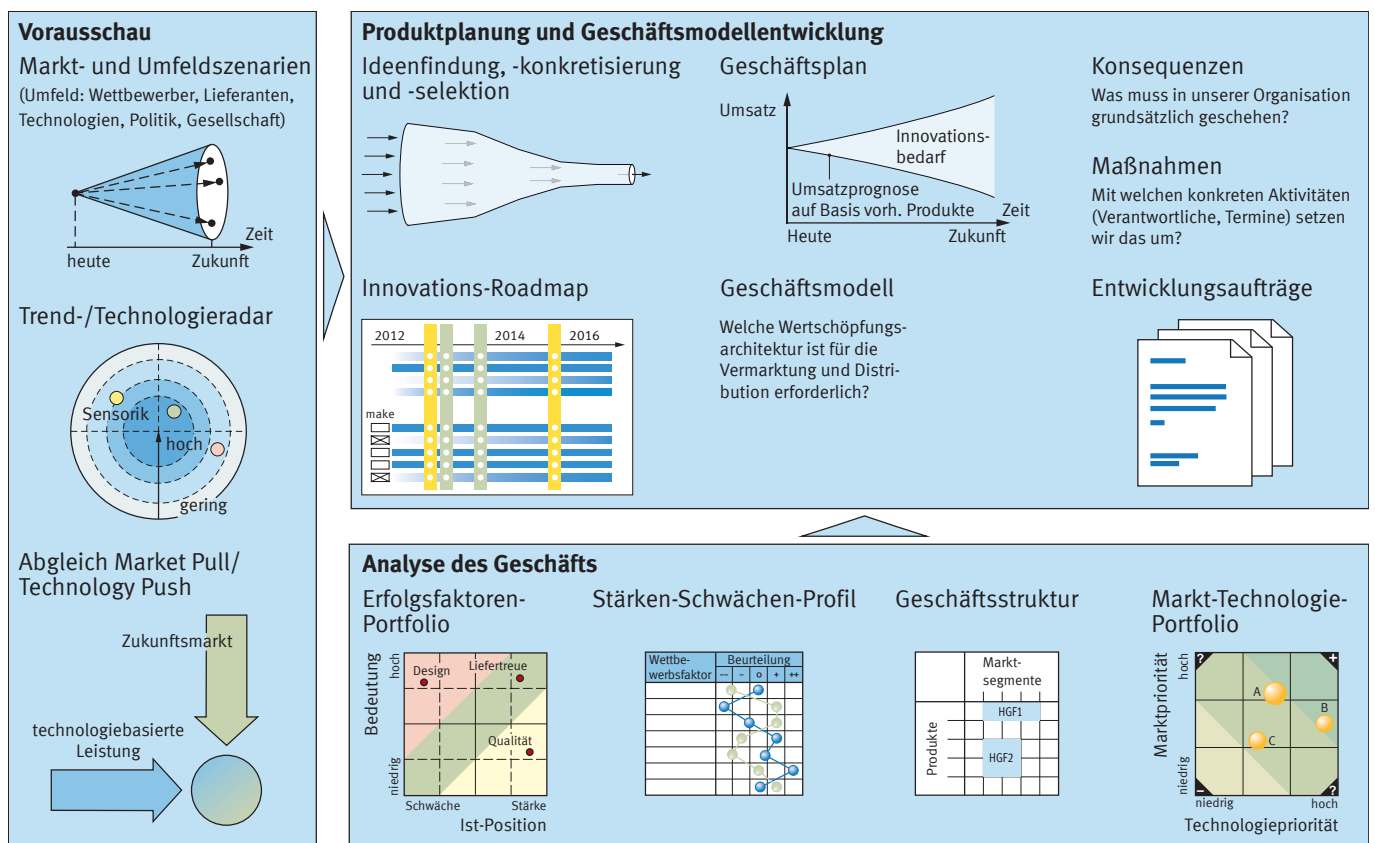 Vorausschau
Markt- und Umfeldszenarien
(Umfeld: Wettbewerber, Lieferanten,
Technologien, Politik, Gesellschaft)
Zeit
heute
Zukunft
Trend-/Technologieradar
Sensorik
hoch
gering
Abgleich Market Pull/
Technology Push
Zukunftsmarkt
technologiebasierte
Leistung
Produktplanung und Geschäftsmodellentwicklung
Ideenfindung, -konkretisierung
und -selektion
Geschäftsplan
Umsatz
Innovations-
bedarf
Umsatzprognose
auf Basis vorh. Produkte
Zeit
Heute
Zukunft
Konsequenzen
Was muss in unserer Organisation
grundsätzlich geschehen?
Maßnahmen
Mit welchen konkreten Aktivitäten
(Verantwortliche, Termine) setzen
wir das um?
Innovations-Roadmap
2012 2014 2016
make
Geschäftsmodell
Welche Wertschöpfungs-
architektur ist für die
Vermarktung und Distri-
bution erforderlich?
Entwicklungsaufträge
Analyse des Geschäfts
Erfolgsfaktoren-
Portfolio
Bedeutung
hoch
niedrig
Design
Liefertreue
Qualität
Schwäche
Stärke
Ist-Position
Stärken-Schwächen-Profil
Wettbe-
werbsfaktor
Beurteilung
-- - o + ++
Geschäftsstruktur
Markt-
segmente
Produkte
HGF1
HGF2
Markt-Technologie-
Portfolio
Marktpriorität
hoch
niedrig
? +
A
B
C
– ?
niedrig
hoch
Technologiepriorität